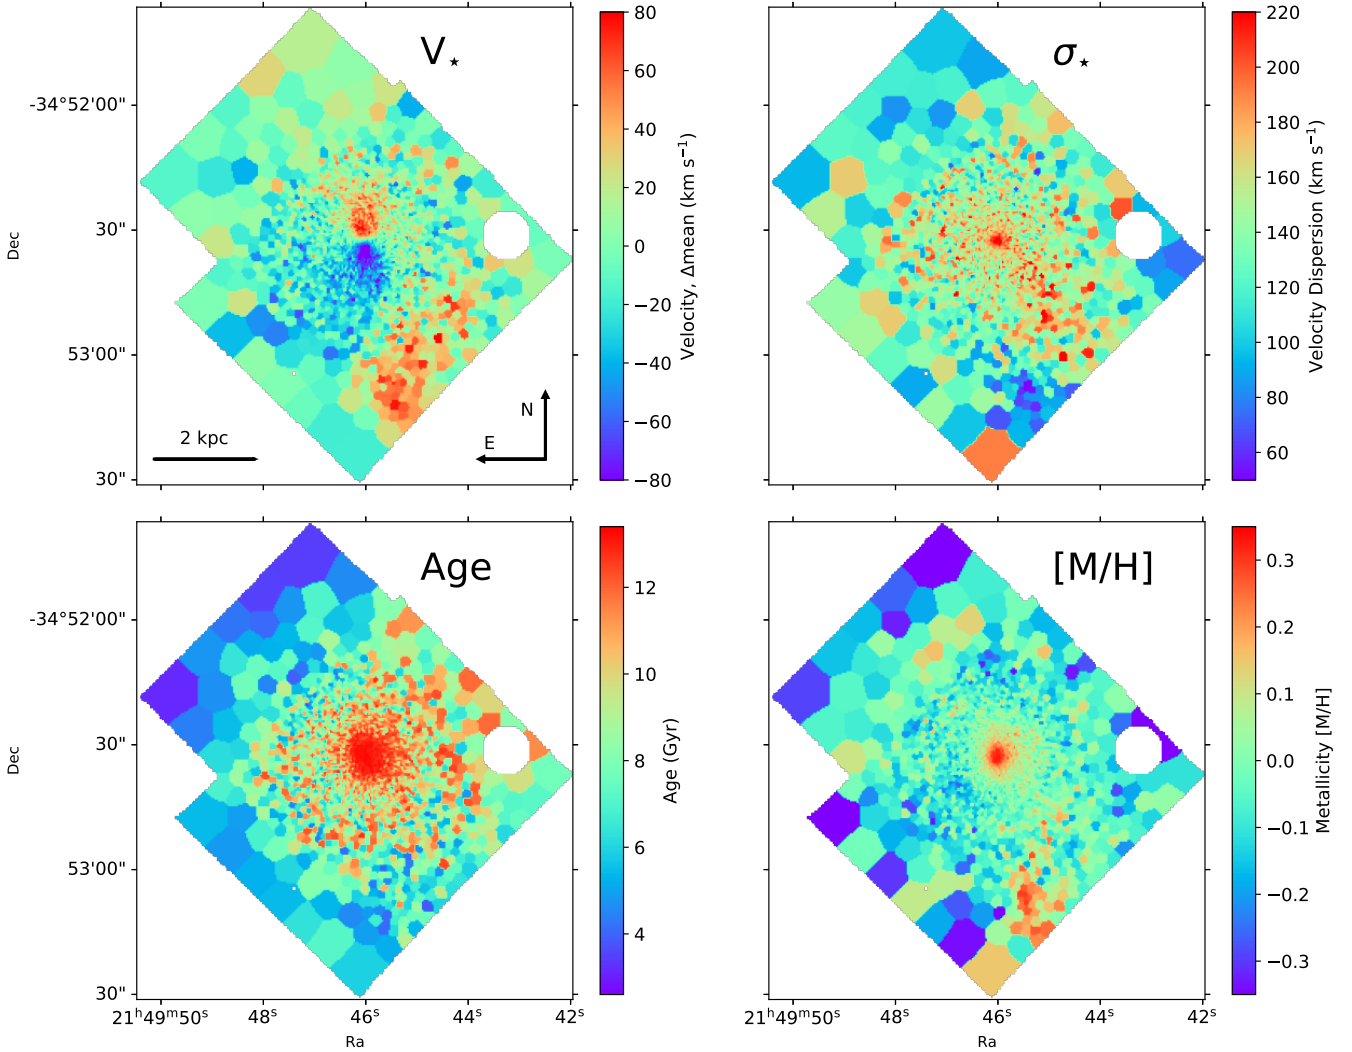 V⋆
σ⋆
-34°52'00"
30"
53'00"
30"
Dec
2 kpc
N
E
80
60
40
20
0
−20
−40
−60
−80
Velocity, Δmean (km s⁻¹)
220
200
180
160
140
120
100
80
60
Velocity Dispersion (km s⁻¹)
Age
[M/H]
-34°52'00"
30"
53'00"
30"
Dec
21ʰ49ᵐ50ˢ
48ˢ
46ˢ
44ˢ
42ˢ
Ra
12
10
8
6
4
Age (Gyr)
21ʰ49ᵐ50ˢ
48ˢ
46ˢ
44ˢ
42ˢ
Ra
0.3
0.2
0.1
0.0
−0.1
−0.2
−0.3
Metallicity [M/H]